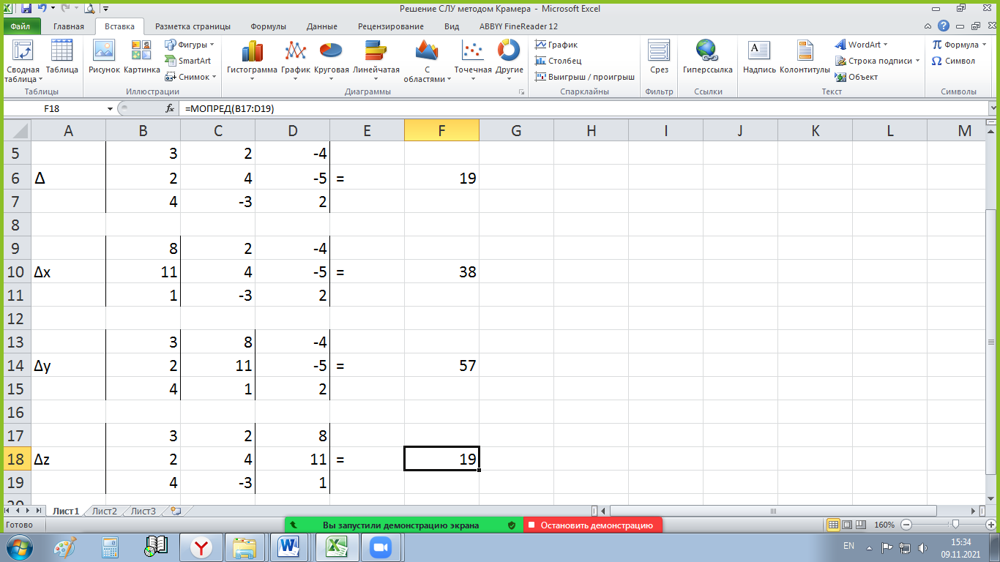 Решение СЛУ методом Крамера - Microsoft Excel
Файл Главная Вставка Разметка страницы Формулы Данные Рецензирование Вид ABBYY FineReader 12
Сводная таблица Таблица Рисунок Картинка Фигуры SmartArt Снимок Гистограмма График Круговая Линейчатая С областями Точечная Другие График Столбец Выигрыш / проигрыш Срез Гиперссылка Надпись Колонтитулы WordArt Строка подписи Объект π Формула Ω Символ
Таблицы Иллюстрации Диаграммы Спарклайны Фильтр Ссылки Текст Символы
F18 fx =МОПРЕД(B17:D19)
A B C D E F G H I J K L M
5 3 2 -4
6 Δ 2 4 -5 = 19
7 4 -3 2
8
9 8 2 -4
10 Δx 11 4 -5 = 38
11 1 -3 2
12
13 3 8 -4
14 Δy 2 11 -5 = 57
15 4 1 2
16
17 3 2 8
18 Δz 2 4 11 = 19
19 4 -3 1
20
Лист1 Лист2 Лист3
Готово Вы запустили демонстрацию экрана Остановить демонстрацию 160%
EN 15:34
09.11.2021